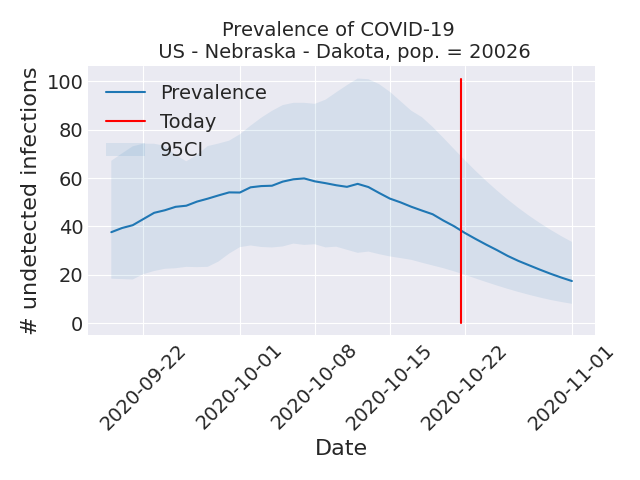 Prevalence of COVID-19
US - Nebraska - Dakota, pop. = 20026
# undetected infections
100
80
60
40
20
0
Prevalence
Today
95CI
2020-09-22
2020-10-01
2020-10-08
2020-10-15
2020-10-22
2020-11-01
Date